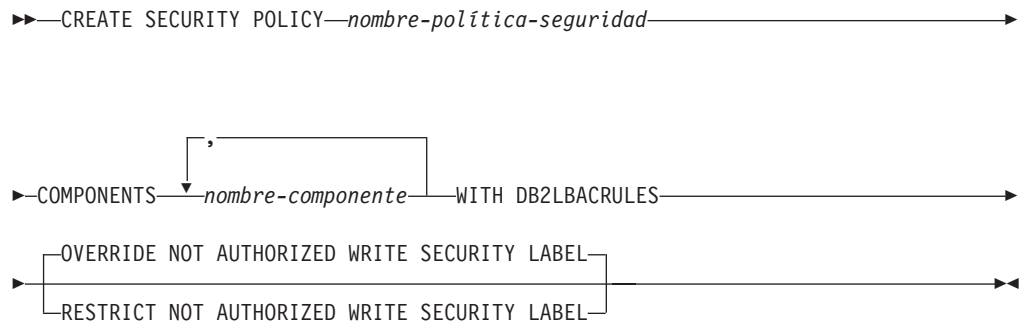 CREATE SECURITY POLICY nombre-política-seguridad
,
COMPONENTS nombre-componente WITH DB2LBACRULES
OVERRIDE NOT AUTHORIZED WRITE SECURITY LABEL
RESTRICT NOT AUTHORIZED WRITE SECURITY LABEL